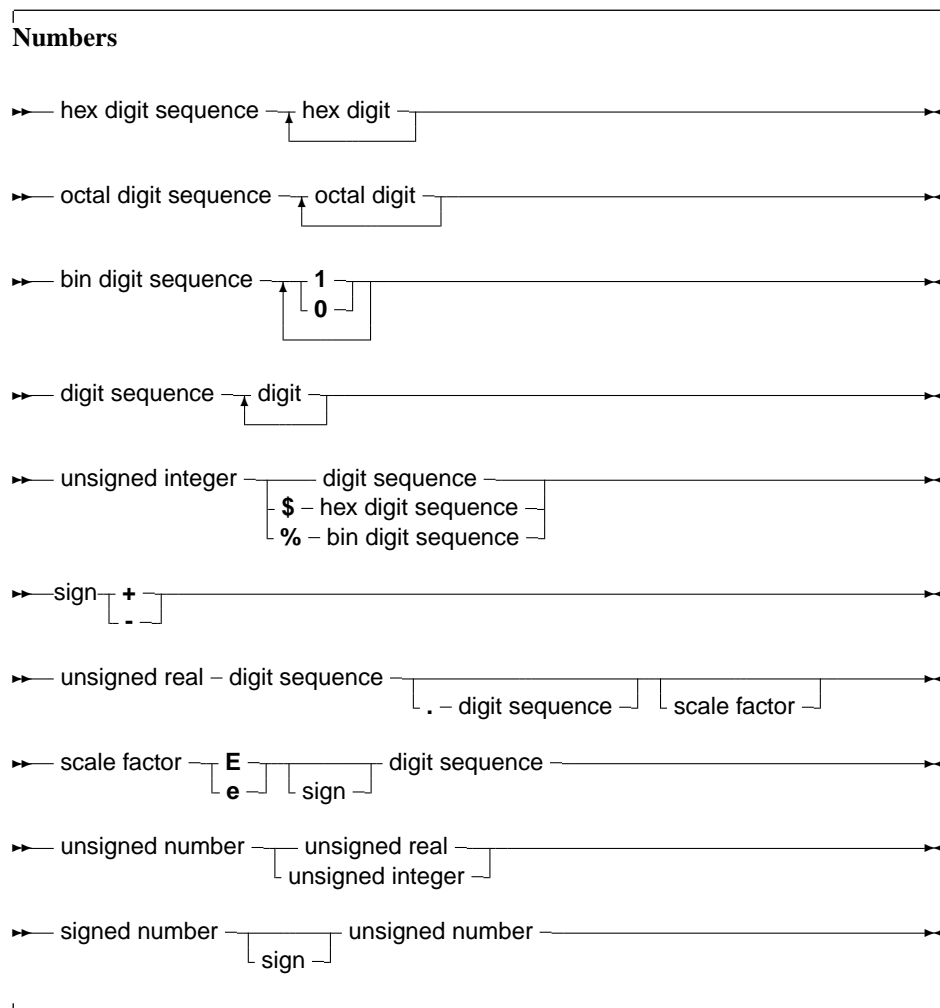 Numbers
hex digit sequence hex digit
octal digit sequence octal digit
bin digit sequence 1
0
digit sequence digit
unsigned integer digit sequence
$ hex digit sequence
% bin digit sequence
sign +
-
unsigned real digit sequence
. digit sequence scale factor
scale factor E digit sequence
e sign
unsigned number unsigned real
unsigned integer
signed number unsigned number
sign